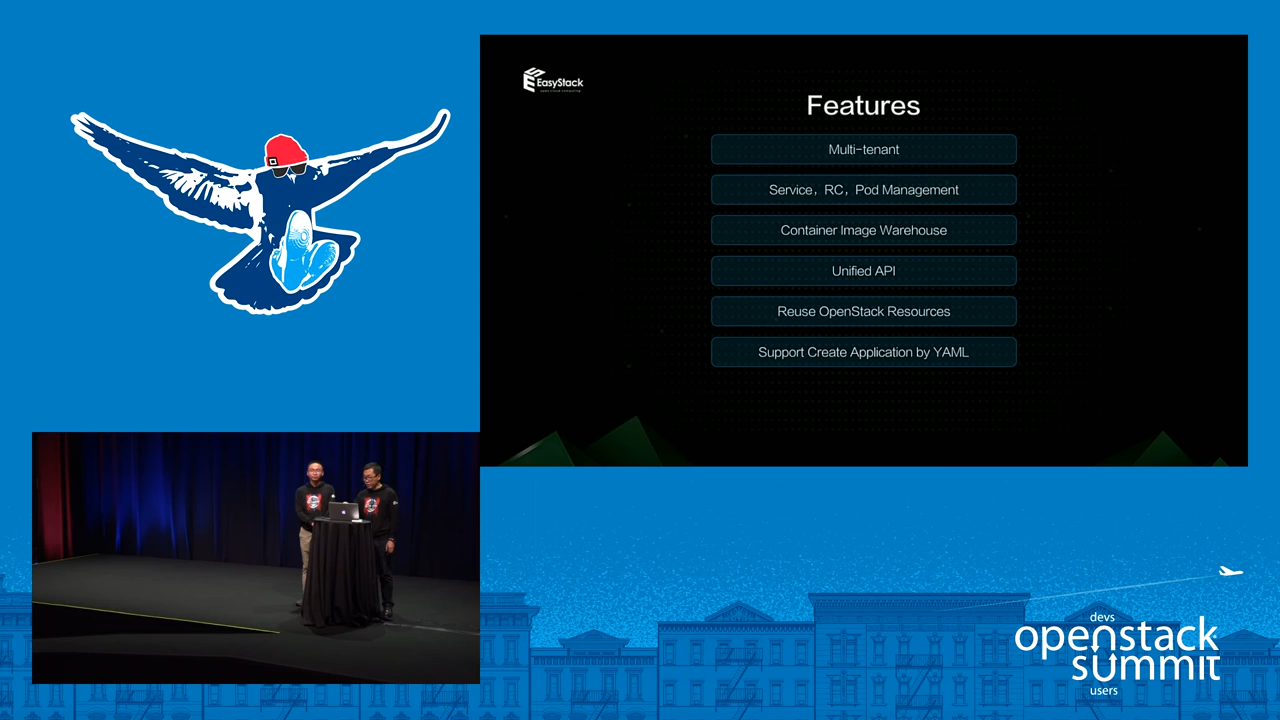 EasyStack
Features
Multi-tenant
Service，RC，Pod Management
Container Image Warehouse
Unified API
Reuse OpenStack Resources
Support Create Application by YAML
devs
openstack
summit
users